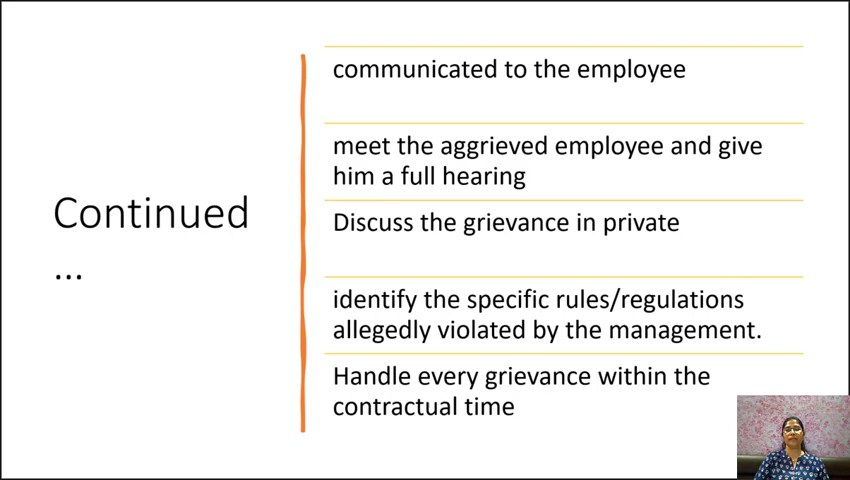 Continued
...
communicated to the employee
meet the aggrieved employee and give
him a full hearing
Discuss the grievance in private
identify the specific rules/regulations
allegedly violated by the management.
Handle every grievance within the
contractual time